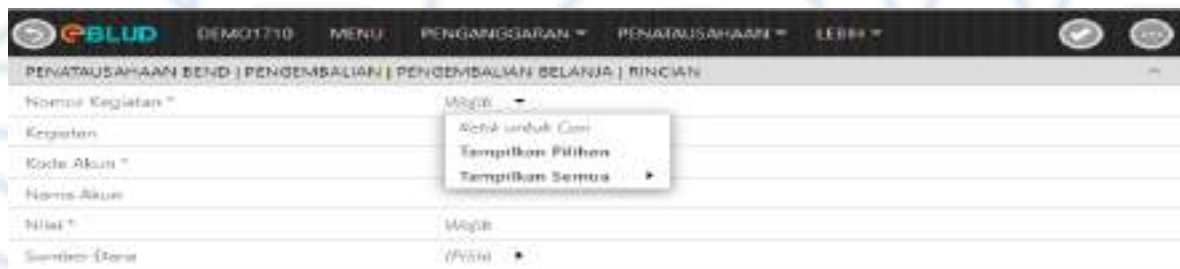 eBLUD DEMO1710 MENU PENGANGGARAN PENATAUSAHAAN LEBIH
PENATAUSAHAAN BEND | PENGEMBALIAN | PENGEMBALIAN BELANJA | RINCIAN
Nomor Kegiatan * Wajib
Kegiatan Ketik untuk Cari
Tampilkan Pilihan
Kode Akun *
Tampilkan Semua
Nama Akun
Nilai * Wajib
Sumber Dana (Pilih)